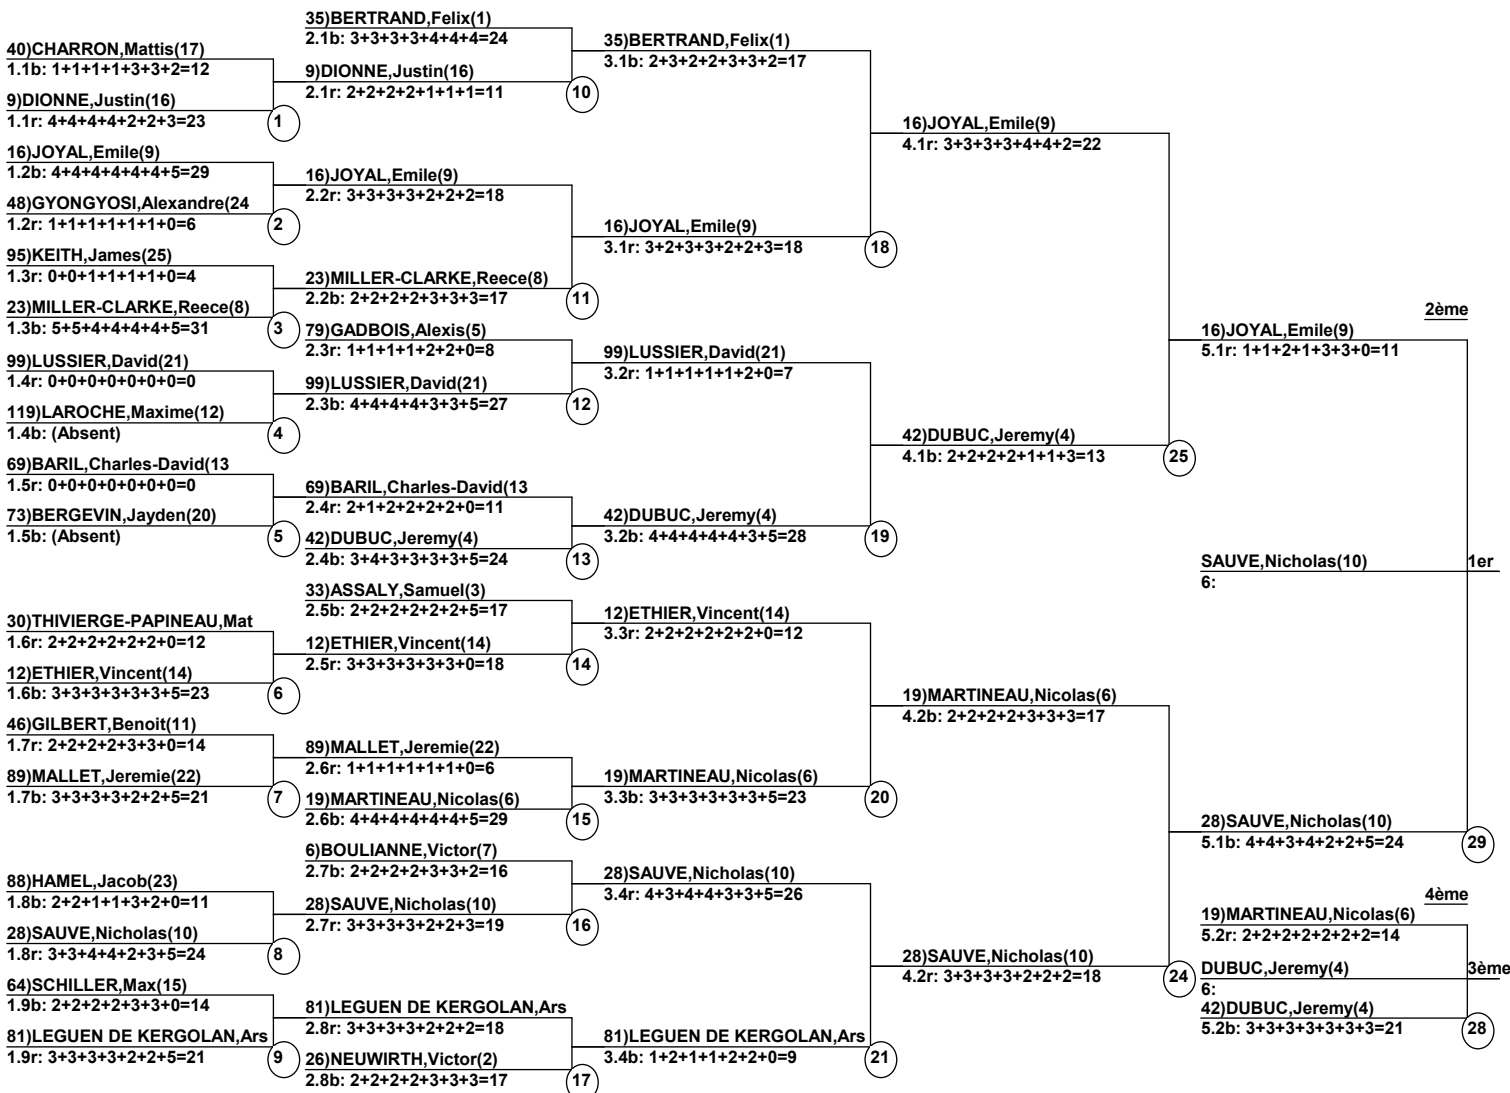 40)CHARRON,Mattis(17)
1.1b: 1+1+1+1+3+3+2=12
9)DIONNE,Justin(16)
1.1r: 4+4+4+4+2+2+3=23
1
16)JOYAL,Emile(9)
1.2b: 4+4+4+4+4+4+5=29
48)GYONGYOSI,Alexandre(24
1.2r: 1+1+1+1+1+1+0=6
2
95)KEITH,James(25)
1.3r: 0+0+1+1+1+1+0=4
23)MILLER-CLARKE,Reece(8)
1.3b: 5+5+4+4+4+4+5=31
3
99)LUSSIER,David(21)
1.4r: 0+0+0+0+0+0+0=0
119)LAROCHE,Maxime(12)
1.4b: (Absent)
4
69)BARIL,Charles-David(13
1.5r: 0+0+0+0+0+0+0=0
73)BERGEVIN,Jayden(20)
1.5b: (Absent)
5
30)THIVIERGE-PAPINEAU,Mat
1.6r: 2+2+2+2+2+2+0=12
12)ETHIER,Vincent(14)
1.6b: 3+3+3+3+3+3+5=23
6
46)GILBERT,Benoit(11)
1.7r: 2+2+2+2+3+3+0=14
89)MALLET,Jeremie(22)
1.7b: 3+3+3+3+2+2+5=21
7
88)HAMEL,Jacob(23)
1.8b: 2+2+1+1+3+2+0=11
28)SAUVE,Nicholas(10)
1.8r: 3+3+4+4+2+3+5=24
8
64)SCHILLER,Max(15)
1.9b: 2+2+2+2+3+3+0=14
81)LEGUEN DE KERGOLAN,Ars
1.9r: 3+3+3+3+2+2+5=21
9
35)BERTRAND,Felix(1)
2.1b: 3+3+3+3+4+4+4=24
9)DIONNE,Justin(16)
2.1r: 2+2+2+2+1+1+1=11
10
16)JOYAL,Emile(9)
2.2r: 3+3+3+3+2+2+2=18
23)MILLER-CLARKE,Reece(8)
2.2b: 2+2+2+2+3+3+3=17
11
79)GADBOIS,Alexis(5)
2.3r: 1+1+1+1+2+2+0=8
99)LUSSIER,David(21)
2.3b: 4+4+4+4+3+3+5=27
12
69)BARIL,Charles-David(13
2.4r: 2+1+2+2+2+2+0=11
42)DUBUC,Jeremy(4)
2.4b: 3+4+3+3+3+3+5=24
13
33)ASSALY,Samuel(3)
2.5b: 2+2+2+2+2+2+5=17
12)ETHIER,Vincent(14)
2.5r: 3+3+3+3+3+3+0=18
14
89)MALLET,Jeremie(22)
2.6r: 1+1+1+1+1+1+0=6
19)MARTINEAU,Nicolas(6)
2.6b: 4+4+4+4+4+4+5=29
15
6)BOULIANNE,Victor(7)
2.7b: 2+2+2+2+3+3+2=16
28)SAUVE,Nicholas(10)
2.7r: 3+3+3+3+2+2+3=19
16
81)LEGUEN DE KERGOLAN,Ars
2.8r: 3+3+3+3+2+2+2=18
26)NEUWIRTH,Victor(2)
2.8b: 2+2+2+2+3+3+3=17
17
35)BERTRAND,Felix(1)
3.1b: 2+3+2+2+3+3+2=17
16)JOYAL,Emile(9)
3.1r: 3+2+3+3+2+2+3=18
18
99)LUSSIER,David(21)
3.2r: 1+1+1+1+1+2+0=7
42)DUBUC,Jeremy(4)
3.2b: 4+4+4+4+4+3+5=28
19
12)ETHIER,Vincent(14)
3.3r: 2+2+2+2+2+2+0=12
19)MARTINEAU,Nicolas(6)
3.3b: 3+3+3+3+3+3+5=23
20
28)SAUVE,Nicholas(10)
3.4r: 4+3+4+4+3+3+5=26
81)LEGUEN DE KERGOLAN,Ars
3.4b: 1+2+1+1+2+2+0=9
21
16)JOYAL,Emile(9)
4.1r: 3+3+3+3+4+4+2=22
42)DUBUC,Jeremy(4)
4.1b: 2+2+2+2+1+1+3=13
25
19)MARTINEAU,Nicolas(6)
4.2b: 2+2+2+2+3+3+3=17
28)SAUVE,Nicholas(10)
4.2r: 3+3+3+3+2+2+2=18
24
2ème
16)JOYAL,Emile(9)
5.1r: 1+1+2+1+3+3+0=11
SAUVE,Nicholas(10)
1er
6:
28)SAUVE,Nicholas(10)
5.1b: 4+4+3+4+2+2+5=24
29
4ème
19)MARTINEAU,Nicolas(6)
5.2r: 2+2+2+2+2+2+2=14
DUBUC,Jeremy(4)
3ème
6:
42)DUBUC,Jeremy(4)
5.2b: 3+3+3+3+3+3+3=21
28